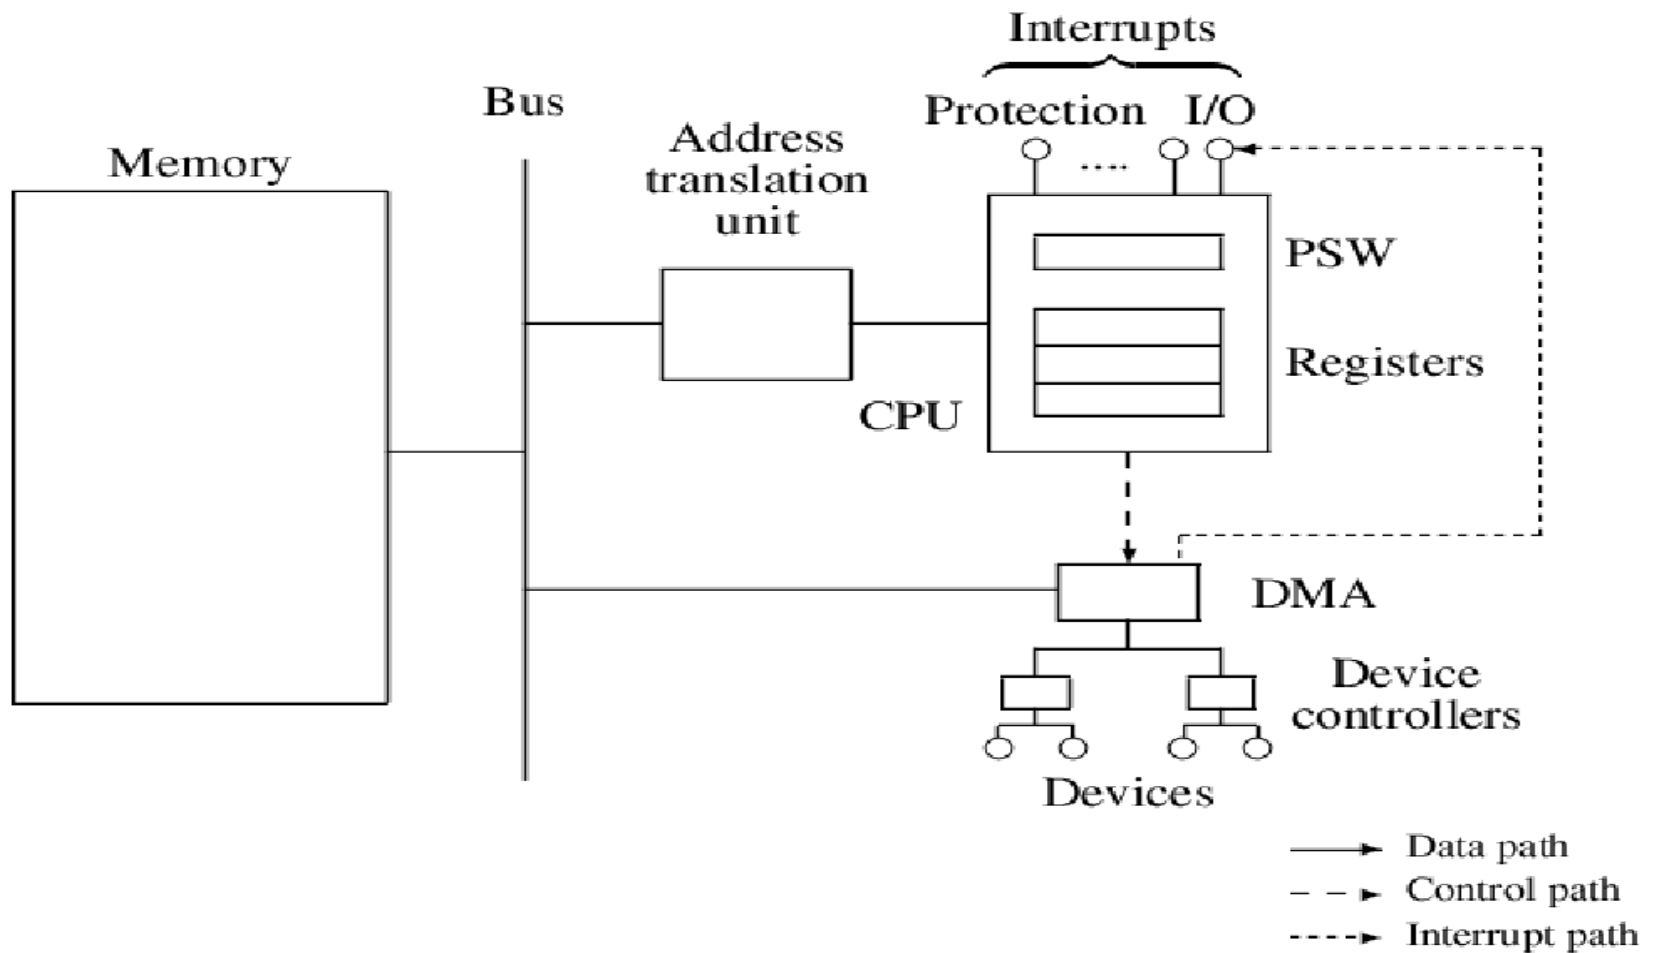 Interrupts
Bus
Protection I/O
Address
translation
unit
Memory
....
PSW
Registers
CPU
DMA
Device
controllers
Devices
Data path
Control path
Interrupt path